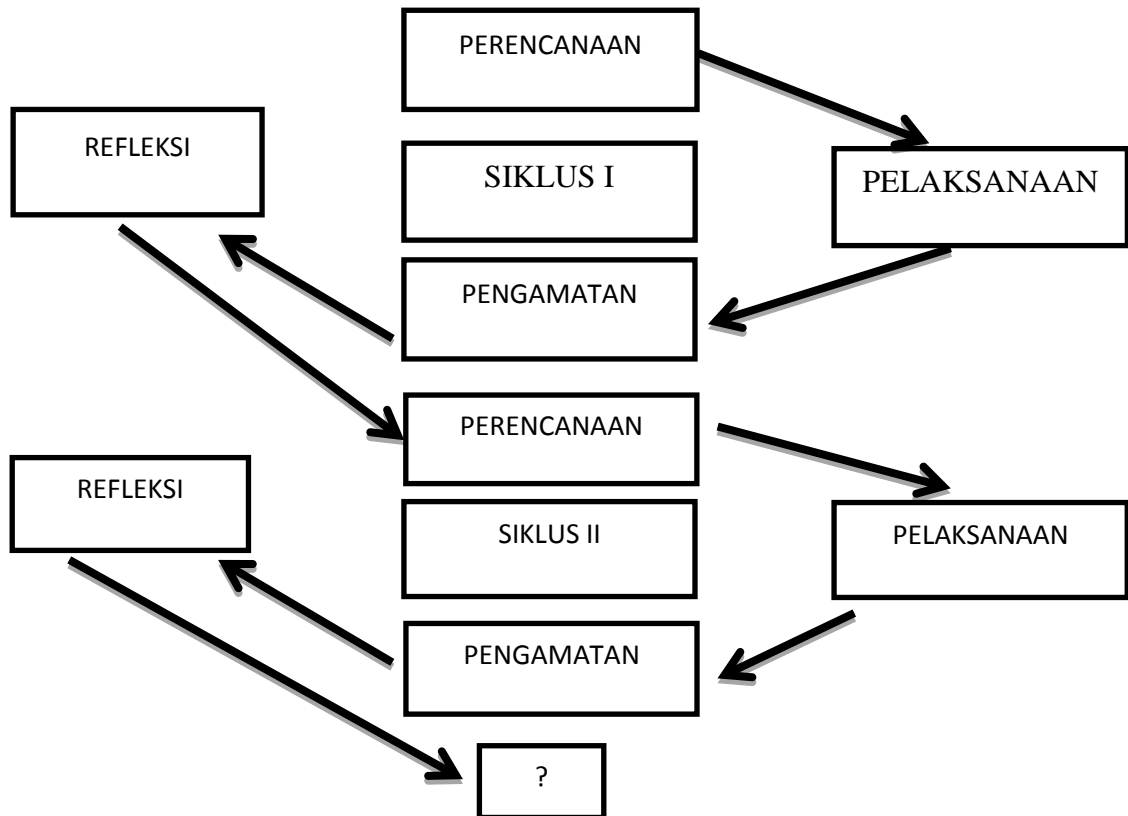 PERENCANAAN
REFLEKSI
SIKLUS I
PELAKSANAAN
PENGAMATAN
PERENCANAAN
REFLEKSI
SIKLUS II
PELAKSANAAN
PENGAMATAN
?